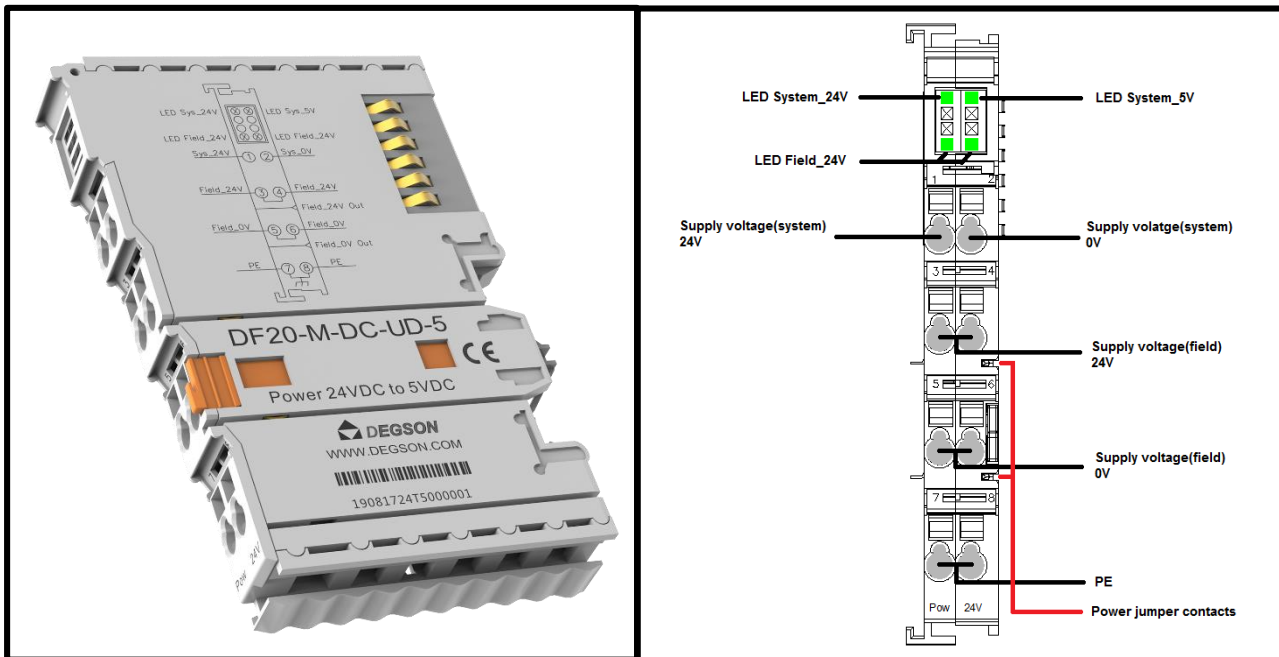 LED Sys_24V
LED Sys_5V
LED Field_24V
LED Field_24V
Sys_24V
1
2
Sys_0V
Field_24V
3
4
Field_24V
Field_24V Out
Field_0V
5
6
Field_0V
Field_0V Out
PE
7
8
PE
DF20-M-DC-UD-5
CE
Power 24VDC to 5VDC
DEGSON
WWW.DEGSON.COM
19081724T5000001
3
5
Pow 24V
LED System_24V
LED System_5V
LED Field_24V
1
2
Supply voltage(system)
24V
Supply volatge(system)
0V
3
4
Supply voltage(field)
24V
5
6
Supply voltage(field)
0V
7
8
PE
Pow
24V
Power jumper contacts